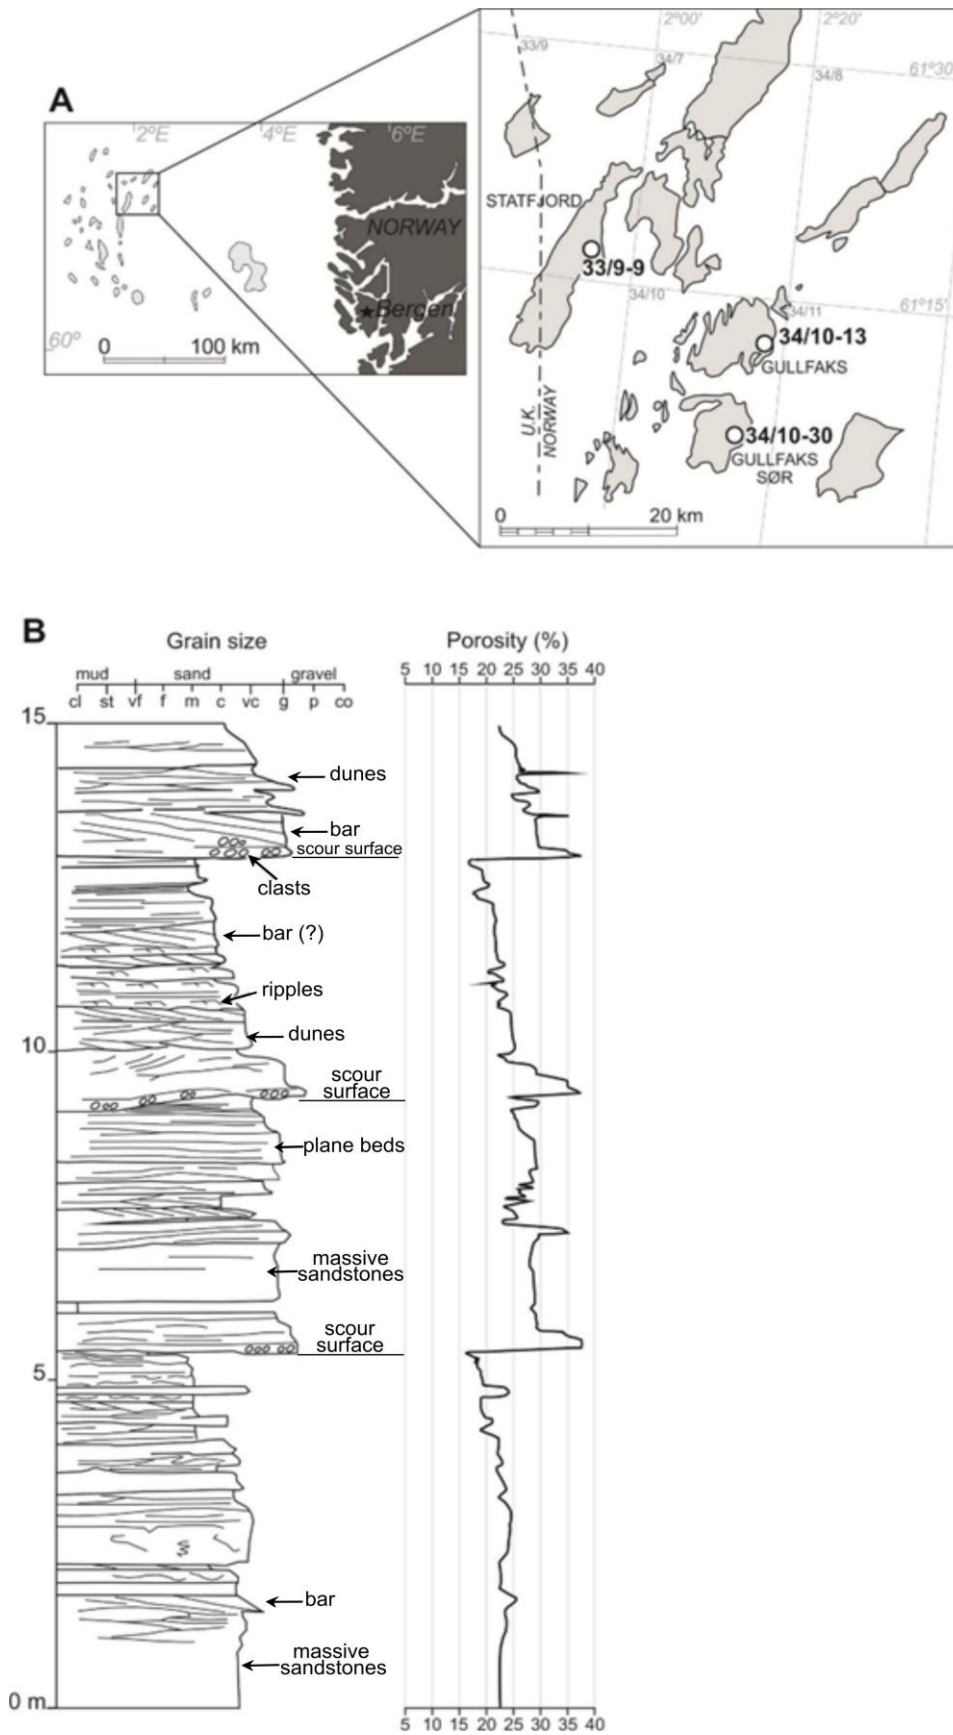 A
2°E
4°E
6°E
NORWAY
Bergen
60°
0
100 km
2°00'
2°20'
33/9
34/7
34/8
61°30
STATFJORD
33/9-9
34/10
34/11
61°15'
34/10-13
GULLFAKS
34/10-30
GULLFAKS
SØR
U.K.
NORWAY
0
20 km
B
Grain size
Porosity (%)
mud
sand
gravel
cl
st
vf
f
m
c
vc
g
p
co
5 10 15 20 25 30 35 40
15
dunes
bar
scour surface
clasts
bar (?)
ripples
dunes
10
scour
surface
plane beds
massive
sandstones
scour
surface
5
bar
massive
sandstones
0 m
5 10 15 20 25 30 35 40